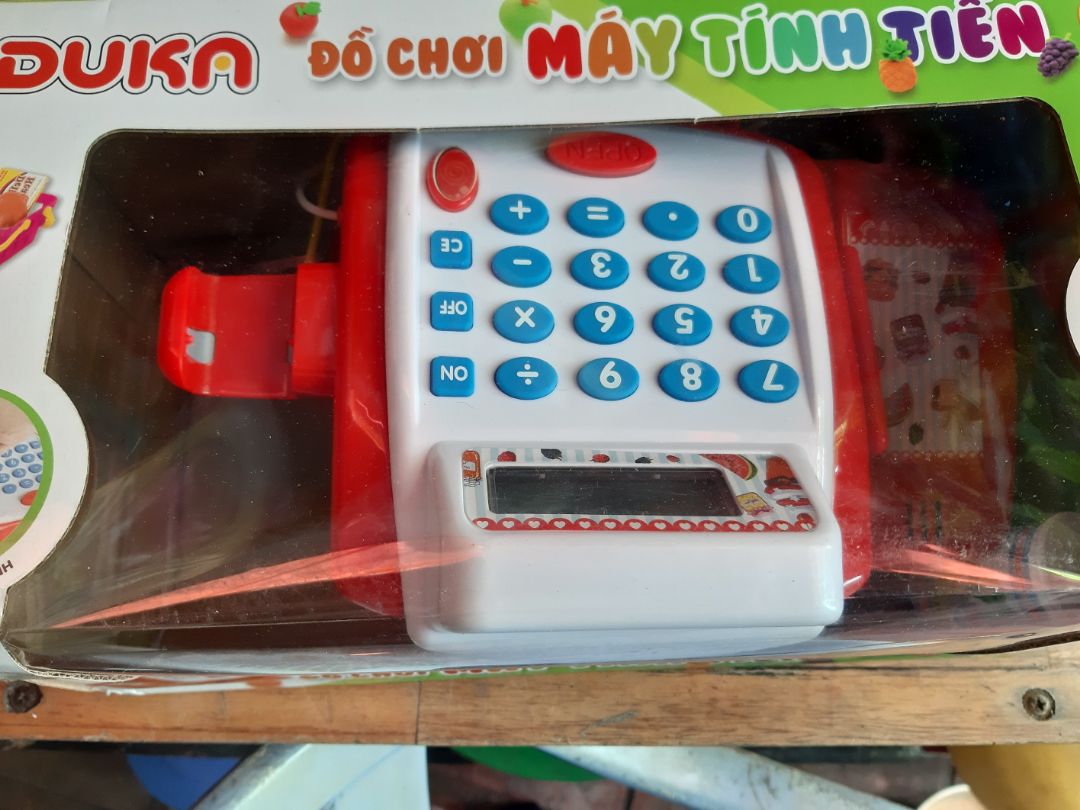 DUKA
ĐỒ CHƠI MÁY TÍNH TIỀN
OPEN
7 8 9 ÷ ON
4 5 6 × OFF
1 2 3 − CE
0 . = +